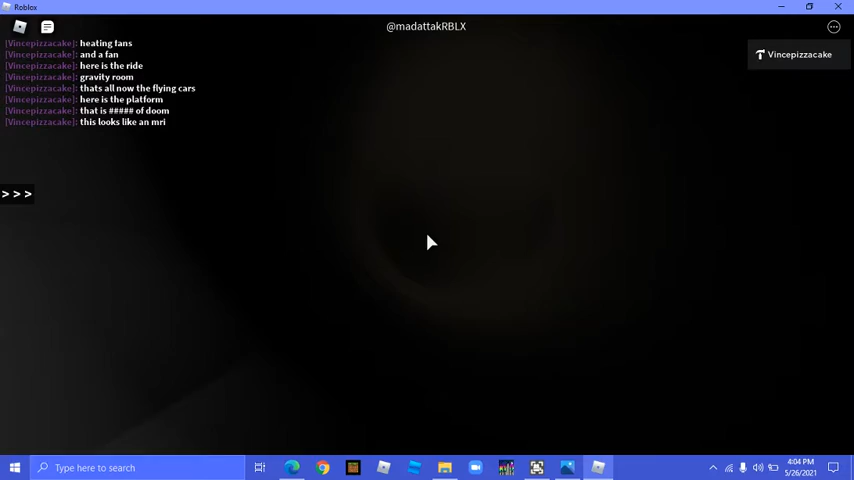 Roblox
@madattakRBLX
[Vincepizzacake]: heating fans
[Vincepizzacake]: and a fan
[Vincepizzacake]: here is the ride
[Vincepizzacake]: gravity room
[Vincepizzacake]: thats all now the flying cars
[Vincepizzacake]: here is the platform
[Vincepizzacake]: that is ##### of doom
[Vincepizzacake]: this looks like an mri
Vincepizzacake
> > >
Type here to search
4:04 PM
5/26/2021